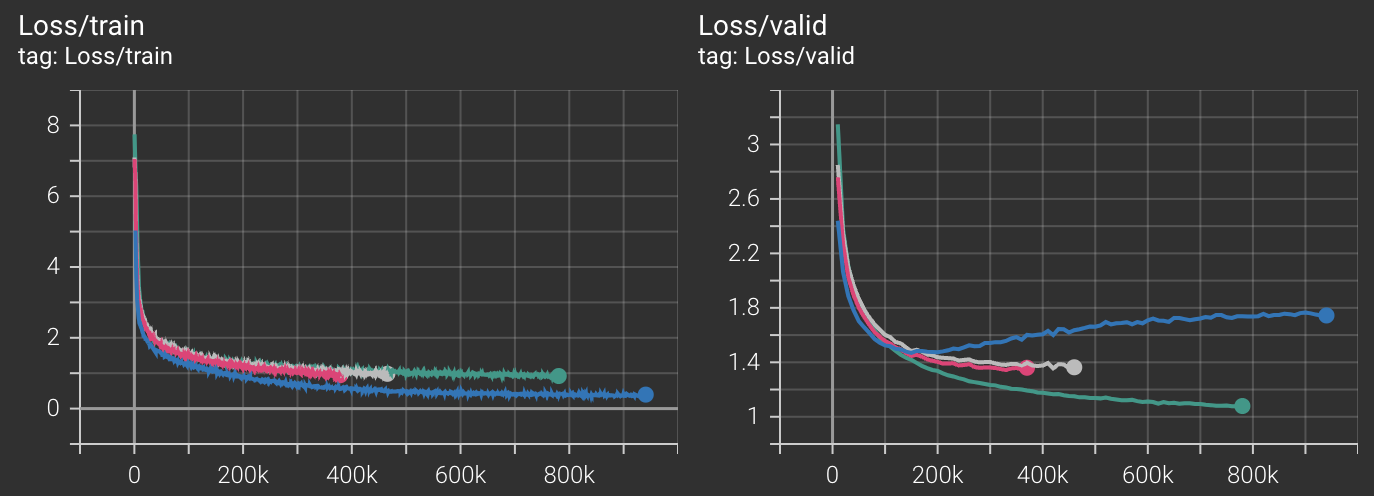 Loss/train
tag: Loss/train
8
6
4
2
0
0 200k 400k 600k 800k
Loss/valid
tag: Loss/valid
3
2.6
2.2
1.8
1.4
1
0 200k 400k 600k 800k